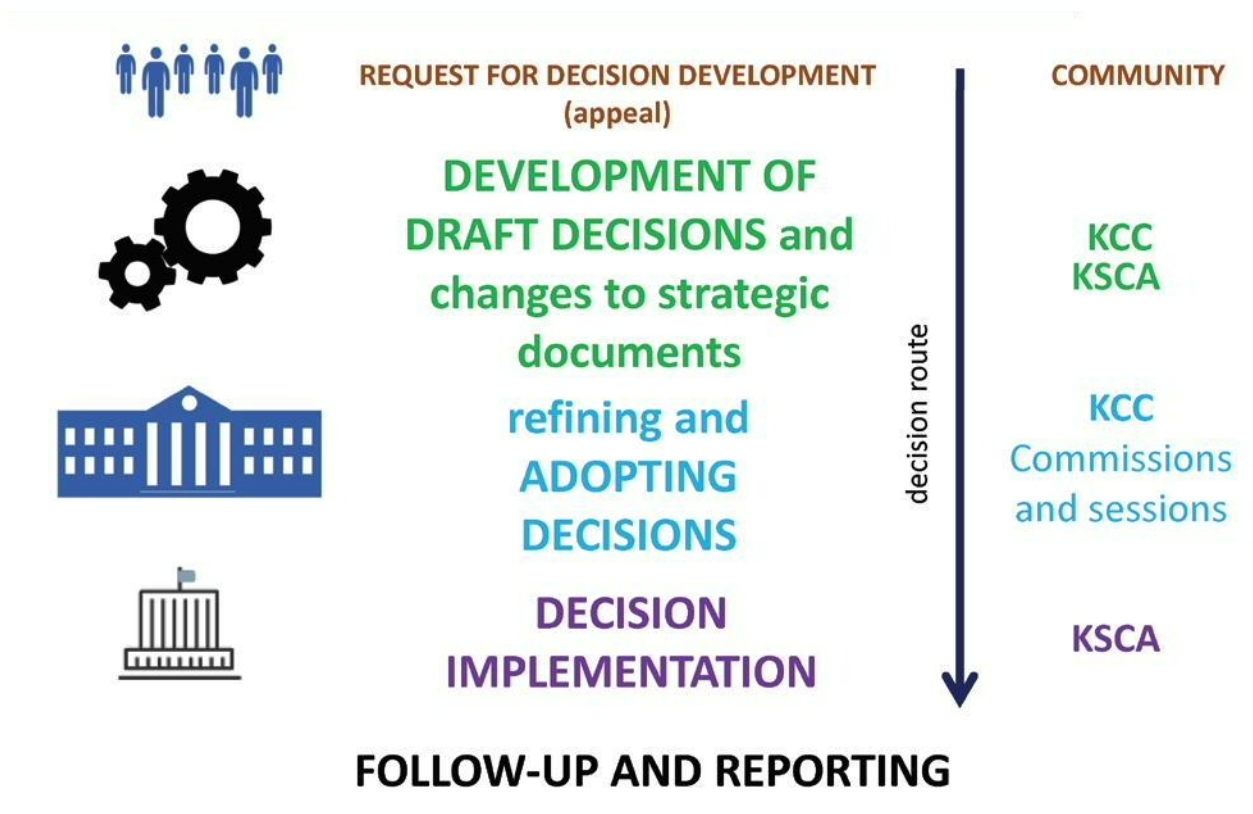 REQUEST FOR DECISION DEVELOPMENT
(appeal)
COMMUNITY
DEVELOPMENT OF
DRAFT DECISIONS and
changes to strategic
documents
KCC
KSCA
decision route
refining and
ADOPTING
DECISIONS
KCC
Commissions
and sessions
DECISION
IMPLEMENTATION
KSCA
FOLLOW-UP AND REPORTING